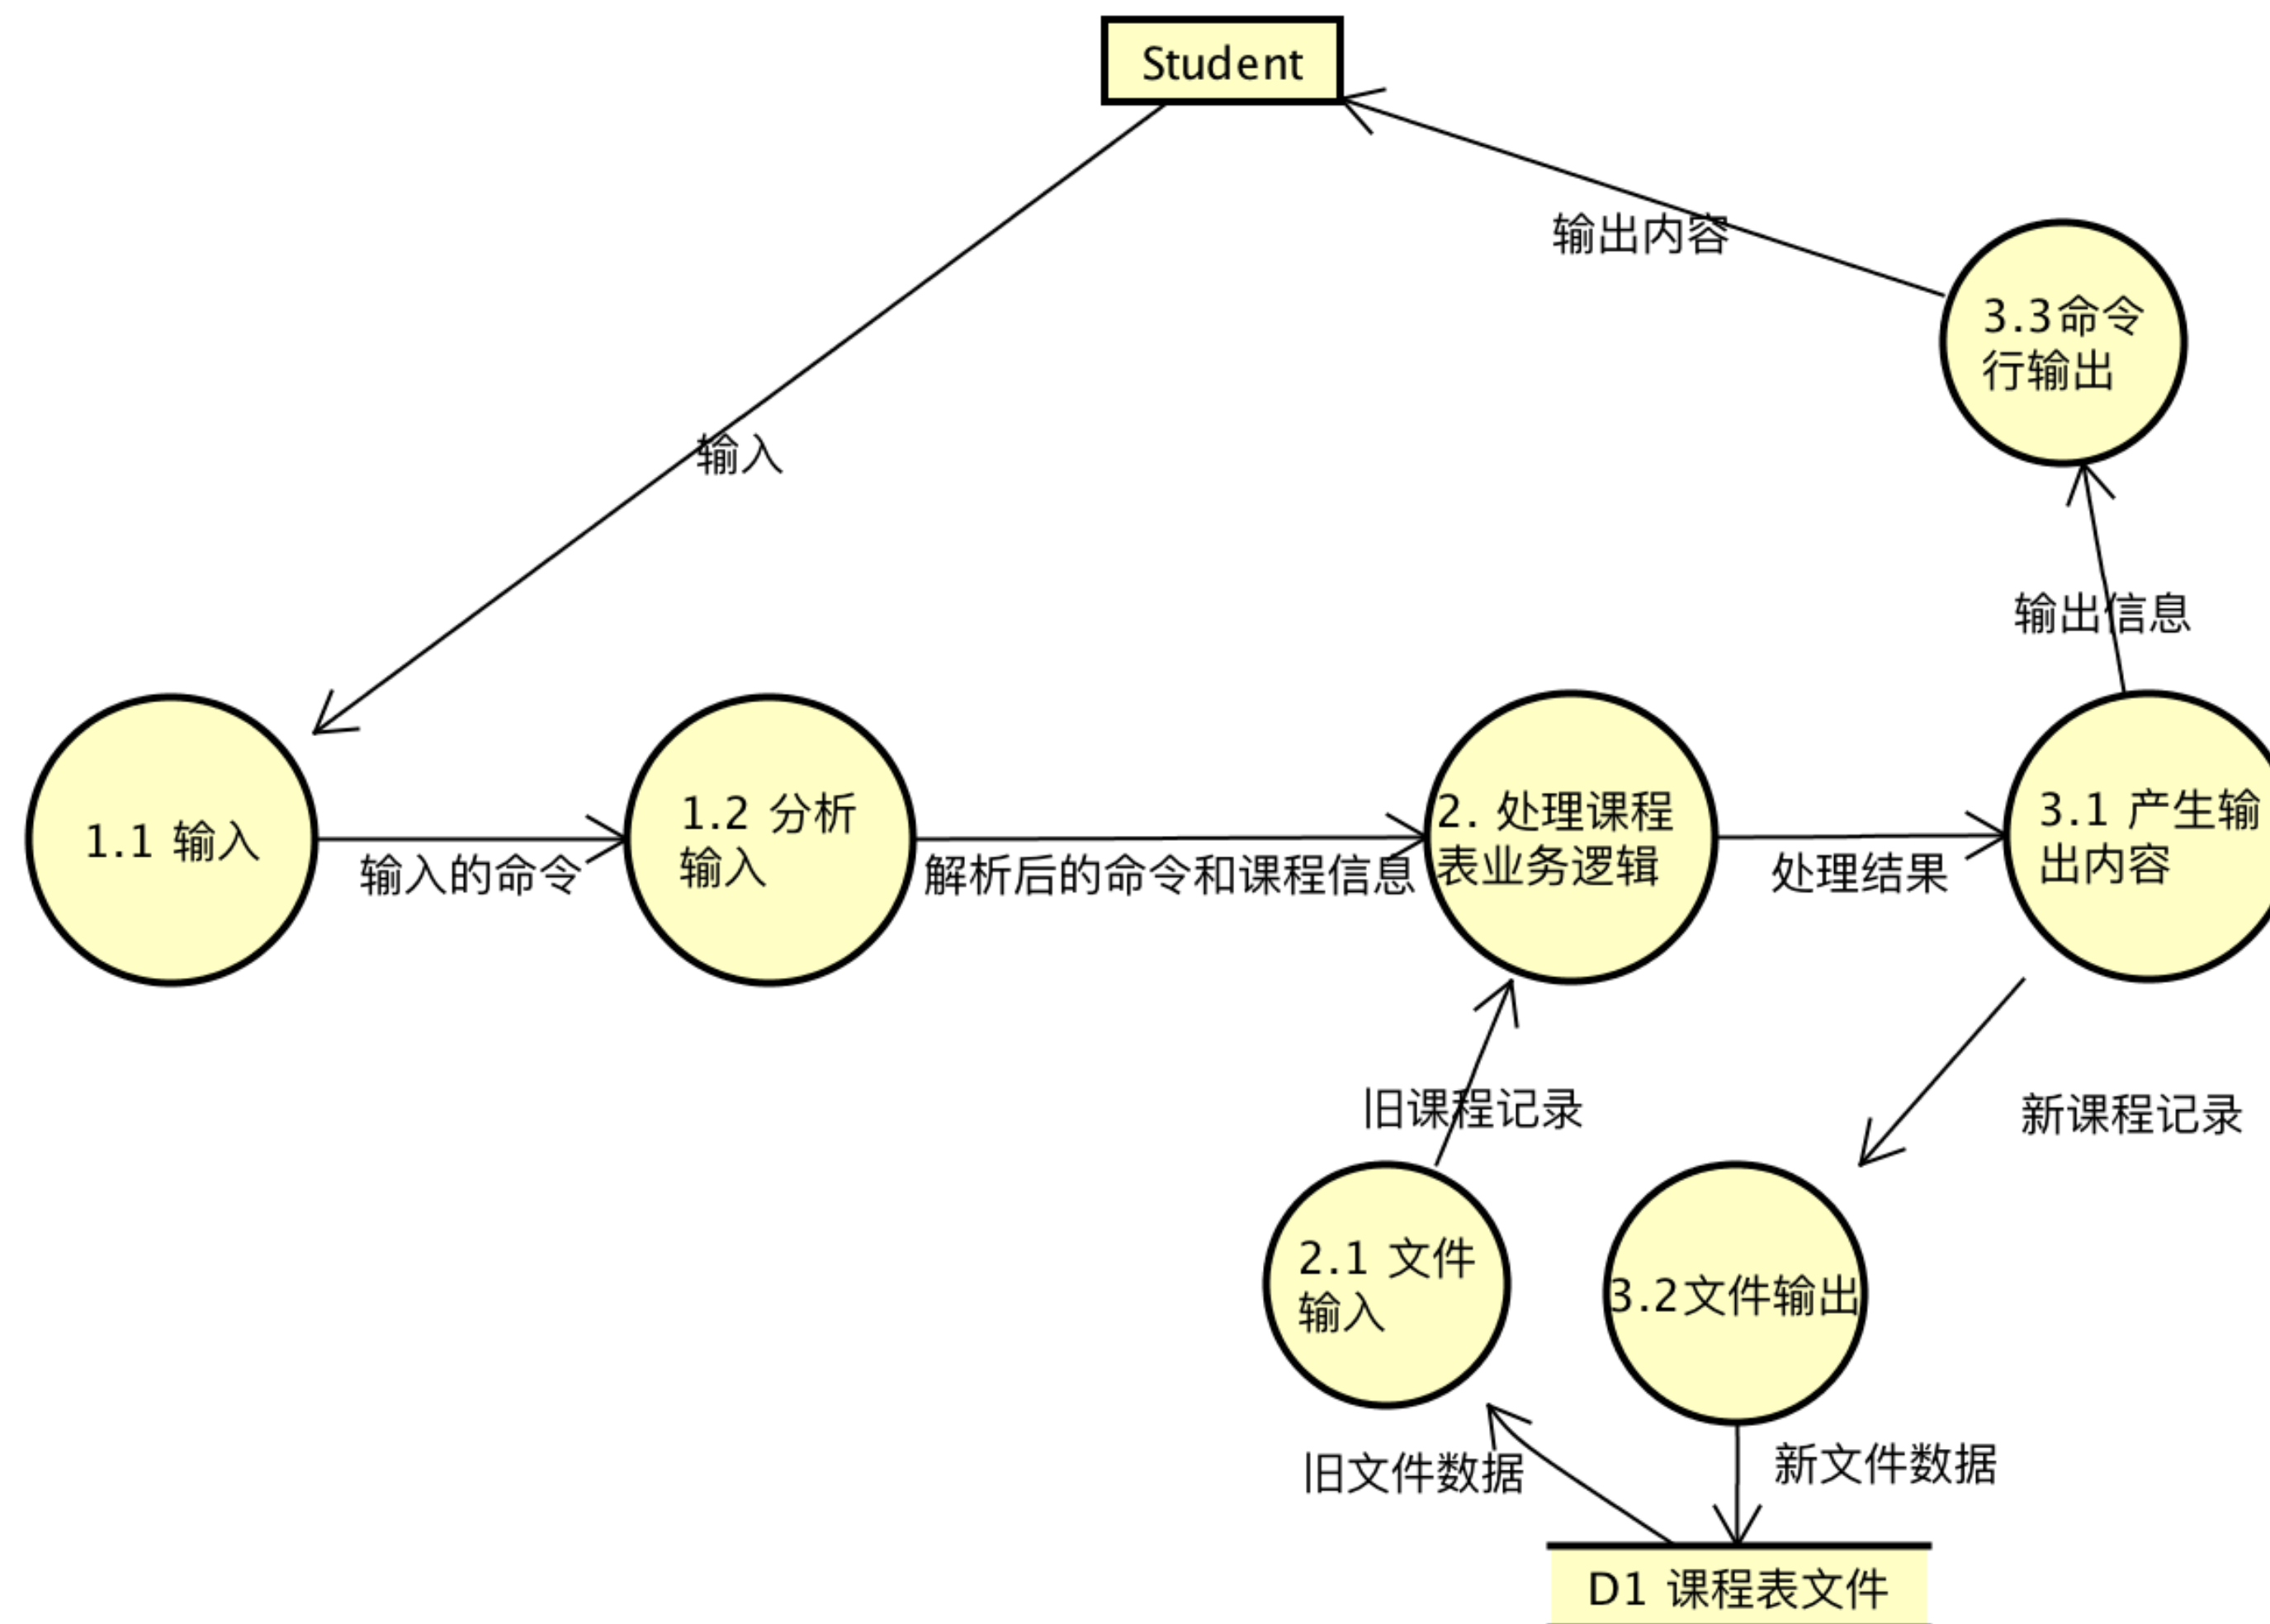 Student
输出内容
3.3命令
行输出
输入
输出信息
1.1 输入
输入的命令
1.2 分析
输入
解析后的命令和课程信息
2. 处理课程
表业务逻辑
处理结果
3.1 产生输
出内容
旧课程记录
新课程记录
2.1 文件
输入
3.2文件输出
旧文件数据
新文件数据
D1 课程表文件